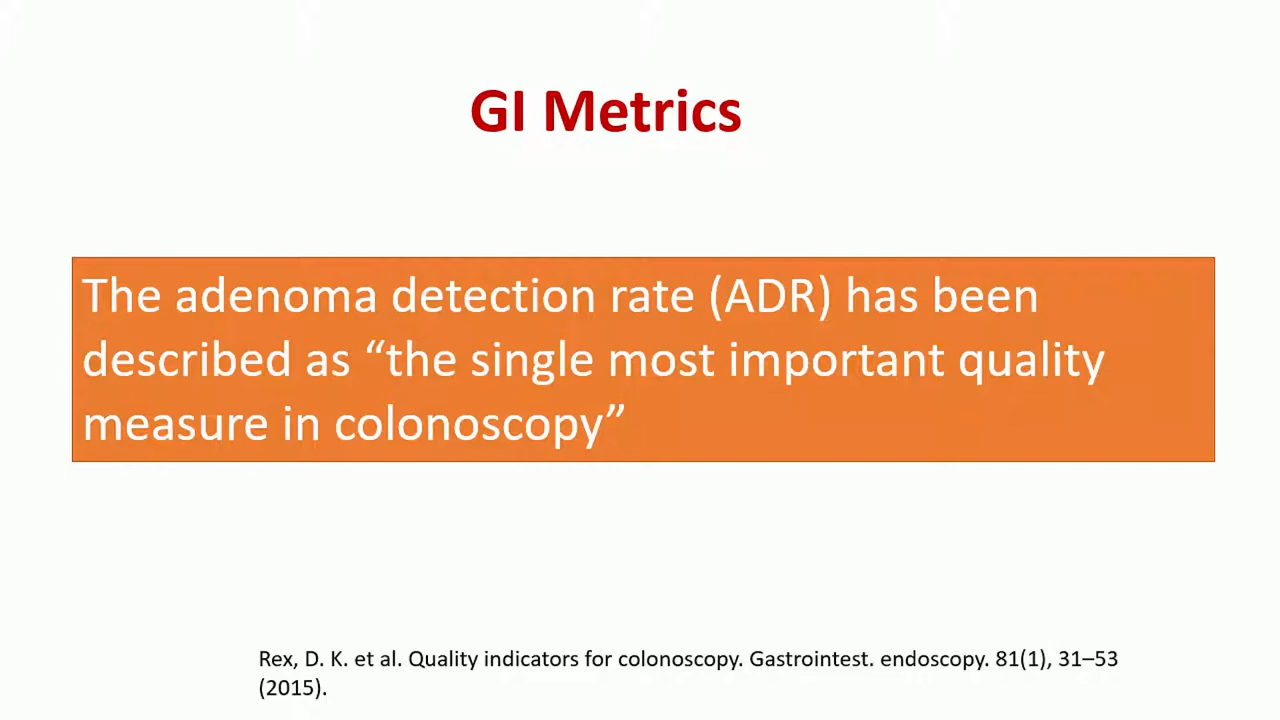 GI Metrics
The adenoma detection rate (ADR) has been
described as “the single most important quality
measure in colonoscopy”
Rex, D. K. et al. Quality indicators for colonoscopy. Gastrointest. endoscopy. 81(1), 31–53
(2015).